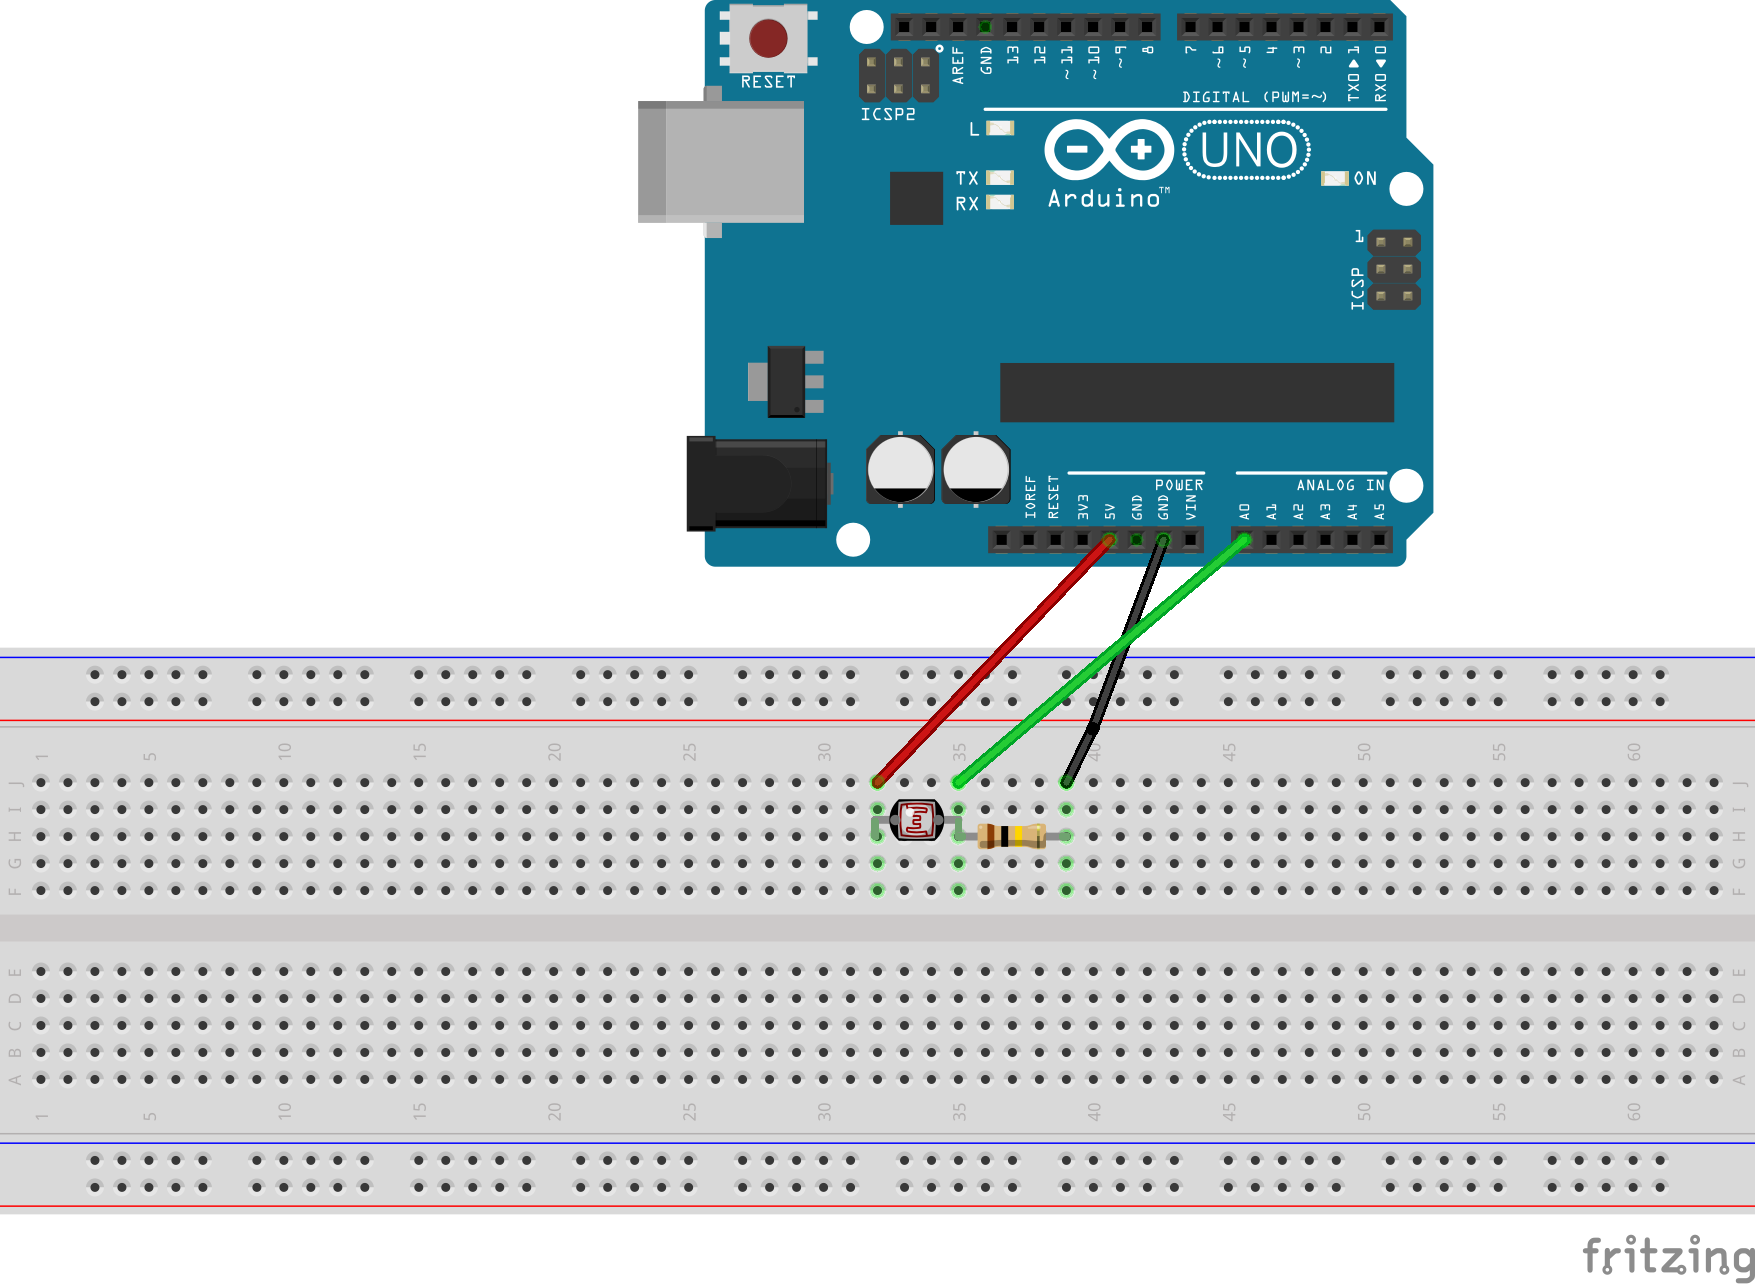 RESET
ICSP2
AREF
GND
13
12
~11
~10
~9
8
7
~6
~5
4
~3
2
TX0▶1
RX0◀0
DIGITAL (PWM=~)
L
TX
RX
Arduino™
UNO
ON
1
ICSP
POWER
ANALOG IN
IOREF
RESET
3V3
5V
GND
GND
VIN
A0
A1
A2
A3
A4
A5
1 5 10 15 20 25 30 35 40 45 50 55 60
J J
I I
H H
G G
F F
E E
D D
C C
B B
A A
1 5 10 15 20 25 30 35 40 45 50 55 60
fritzing